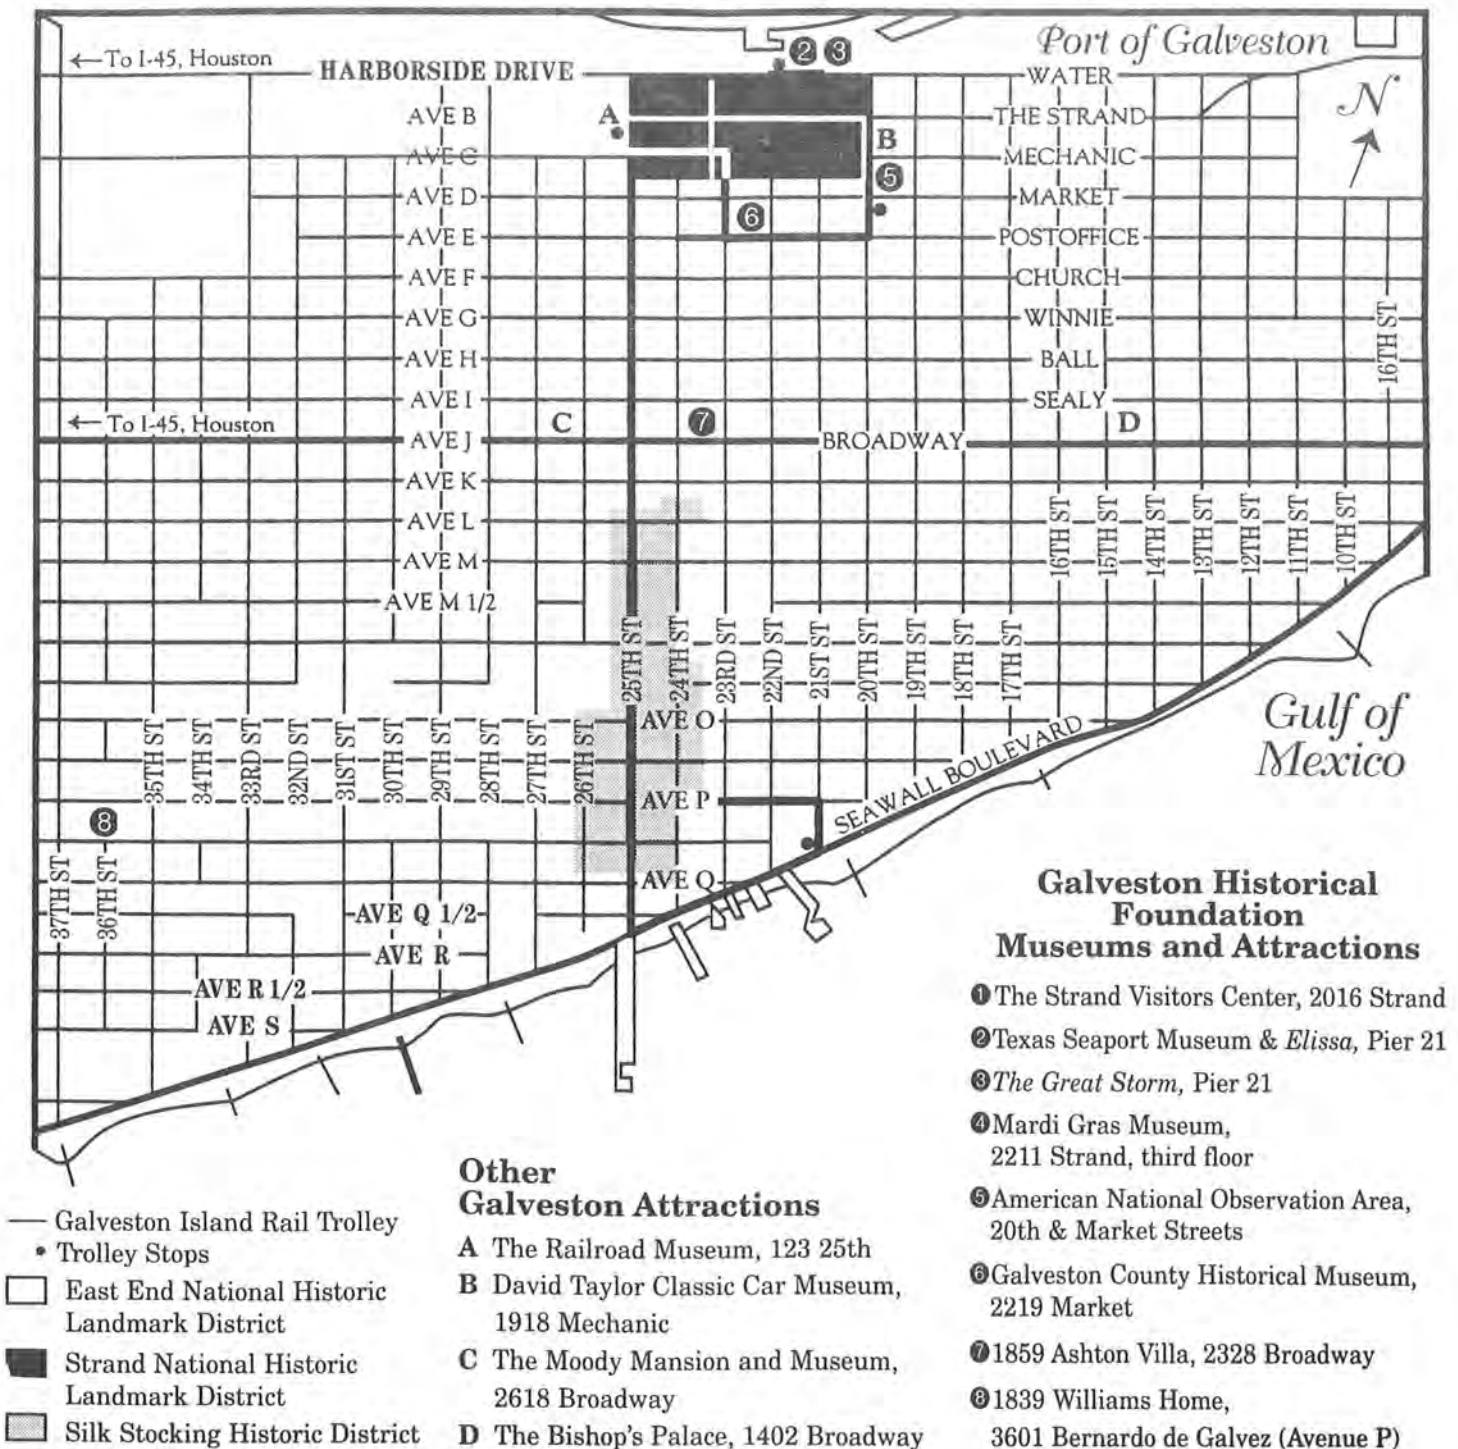 Port of Galveston
←To I-45, Houston
HARBORSIDE DRIVE
2 3
WATER
N
AVE B
A
THE STRAND
B
AVE C
MECHANIC
5
AVE D
MARKET
6
AVE E
POSTOFFICE
AVE F
CHURCH
AVE G
WINNIE
16TH ST
AVE H
BALL
AVE I
SEALY
←To I-45, Houston
C
7
D
AVE J
BROADWAY
AVE K
AVE L
16TH ST
15TH ST
14TH ST
13TH ST
12TH ST
11TH ST
10TH ST
AVE M
AVE M 1/2
25TH ST
24TH ST
23RD ST
22ND ST
21ST ST
20TH ST
19TH ST
18TH ST
17TH ST
AVE O
Gulf of
Mexico
35TH ST
34TH ST
33RD ST
32ND ST
31ST ST
30TH ST
29TH ST
28TH ST
27TH ST
26TH ST
SEAWALL BOULEVARD
AVE P
8
37TH ST
36TH ST
AVE Q
AVE Q 1/2
AVE R
AVE R 1/2
AVE S
Galveston Historical
Foundation
Museums and Attractions
1 The Strand Visitors Center, 2016 Strand
2 Texas Seaport Museum & Elissa, Pier 21
3 The Great Storm, Pier 21
4 Mardi Gras Museum,
2211 Strand, third floor
5 American National Observation Area,
20th & Market Streets
6 Galveston County Historical Museum,
2219 Market
7 1859 Ashton Villa, 2328 Broadway
8 1839 Williams Home,
3601 Bernardo de Galvez (Avenue P)
Other
Galveston Attractions
A The Railroad Museum, 123 25th
B David Taylor Classic Car Museum,
1918 Mechanic
C The Moody Mansion and Museum,
2618 Broadway
D The Bishop's Palace, 1402 Broadway
Galveston Island Rail Trolley
• Trolley Stops
East End National Historic
Landmark District
Strand National Historic
Landmark District
Silk Stocking Historic District